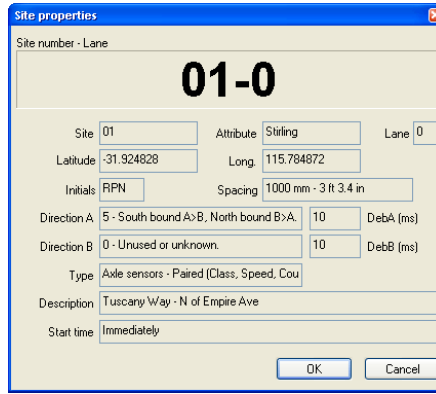 Site properties
Site number - Lane
01-0
Site 01 Attribute Stirling Lane 0
Latitude -31.924828 Long. 115.784872
Initials RPN Spacing 1000 mm - 3 ft 3.4 in
Direction A 5 - South bound A>B, North bound B>A. 10 DebA (ms)
Direction B 0 - Unused or unknown. 10 DebB (ms)
Type Axle sensors - Paired (Class, Speed, Cou
Description Tuscany Way - N of Empire Ave
Start time Immediately
OK Cancel